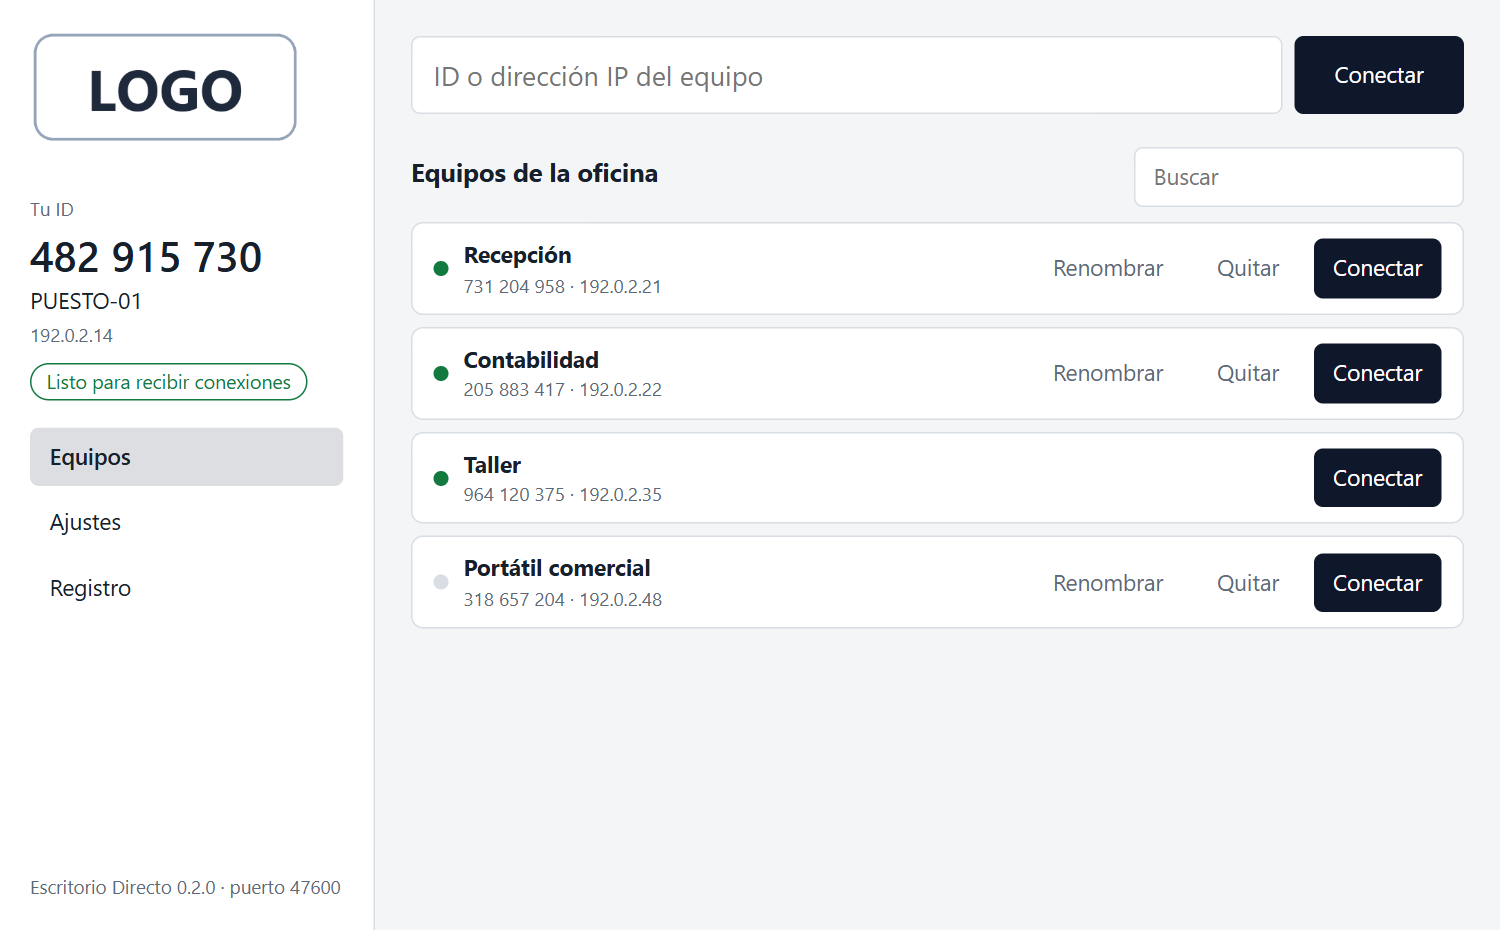 LOGO
Tu ID
482 915 730
PUESTO-01
192.0.2.14
Listo para recibir conexiones
Equipos
Ajustes
Registro
Escritorio Directo 0.2.0 · puerto 47600
ID o dirección IP del equipo
Conectar
Equipos de la oficina
Buscar
Recepción
731 204 958 · 192.0.2.21
Renombrar Quitar Conectar
Contabilidad
205 883 417 · 192.0.2.22
Renombrar Quitar Conectar
Taller
964 120 375 · 192.0.2.35
Conectar
Portátil comercial
318 657 204 · 192.0.2.48
Renombrar Quitar Conectar